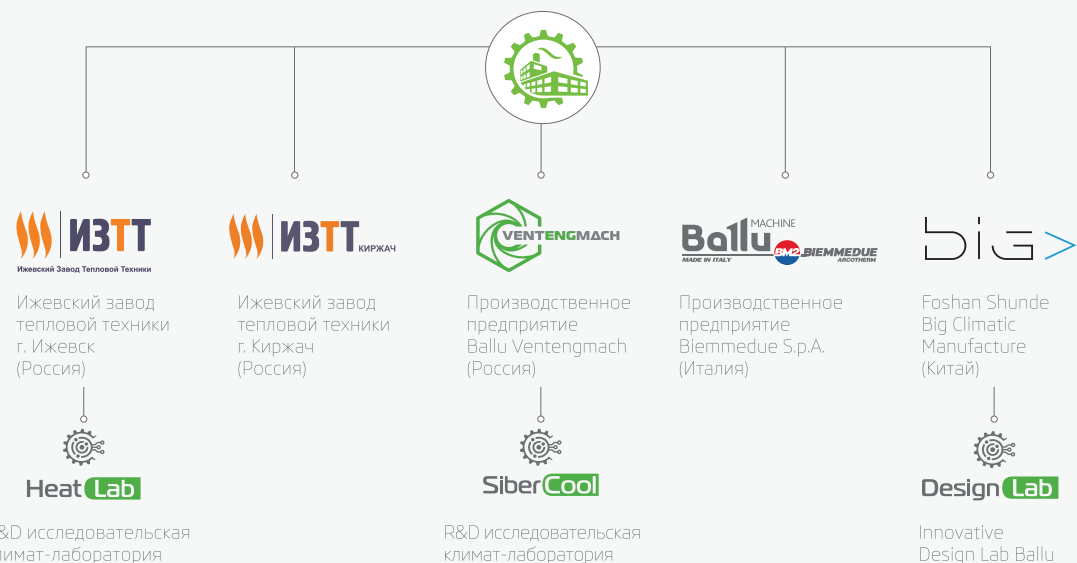 ИЗТТ
Ижевский Завод Тепловой Техники
Ижевский завод
тепловой техники
г. Ижевск
(Россия)
ИЗТТ КИРЖАЧ
Ижевский завод
тепловой техники
г. Киржач
(Россия)
VENTENGMACH
Производственное
предприятие
Ballu Ventengmach
(Россия)
Ballu MACHINE
MADE IN ITALY
BM2 BIEMMEDUE
ARCOTHERM
Производственное
предприятие
Biemmedue S.p.A.
(Италия)
biG
Foshan Shunde
Big Climatic
Manufacture
(Китай)
Heat Lab
&D исследовательская
лимат-лаборатория
SiberCool
R&D исследовательская
климат-лаборатория
Design Lab
Innovative
Design Lab Ballu